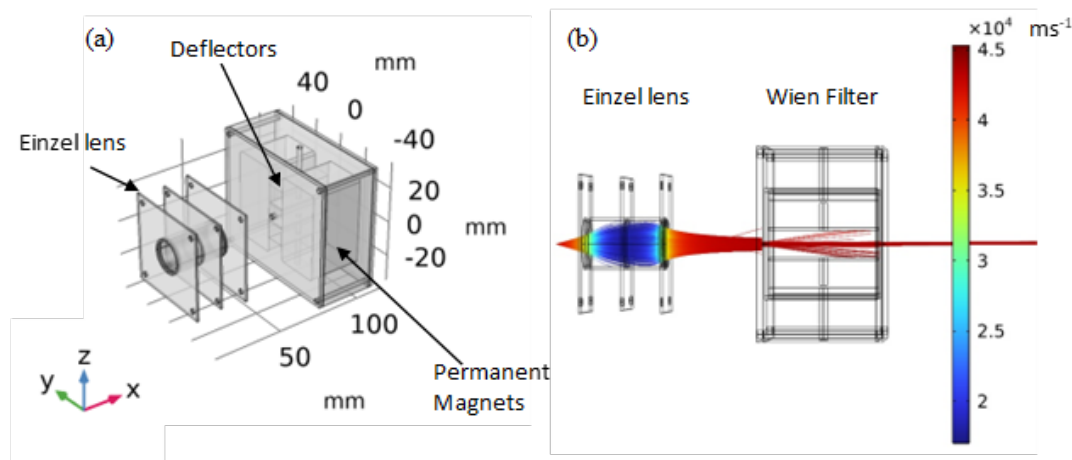 (a)
Deflectors
mm
40
0
-40
Einzel lens
20
0
-20
mm
100
50
mm
Permanent
Magnets
z
y
x
(b)
×10⁴ ms⁻¹
4.5
Einzel lens
Wien Filter
4
3.5
3
2.5
2